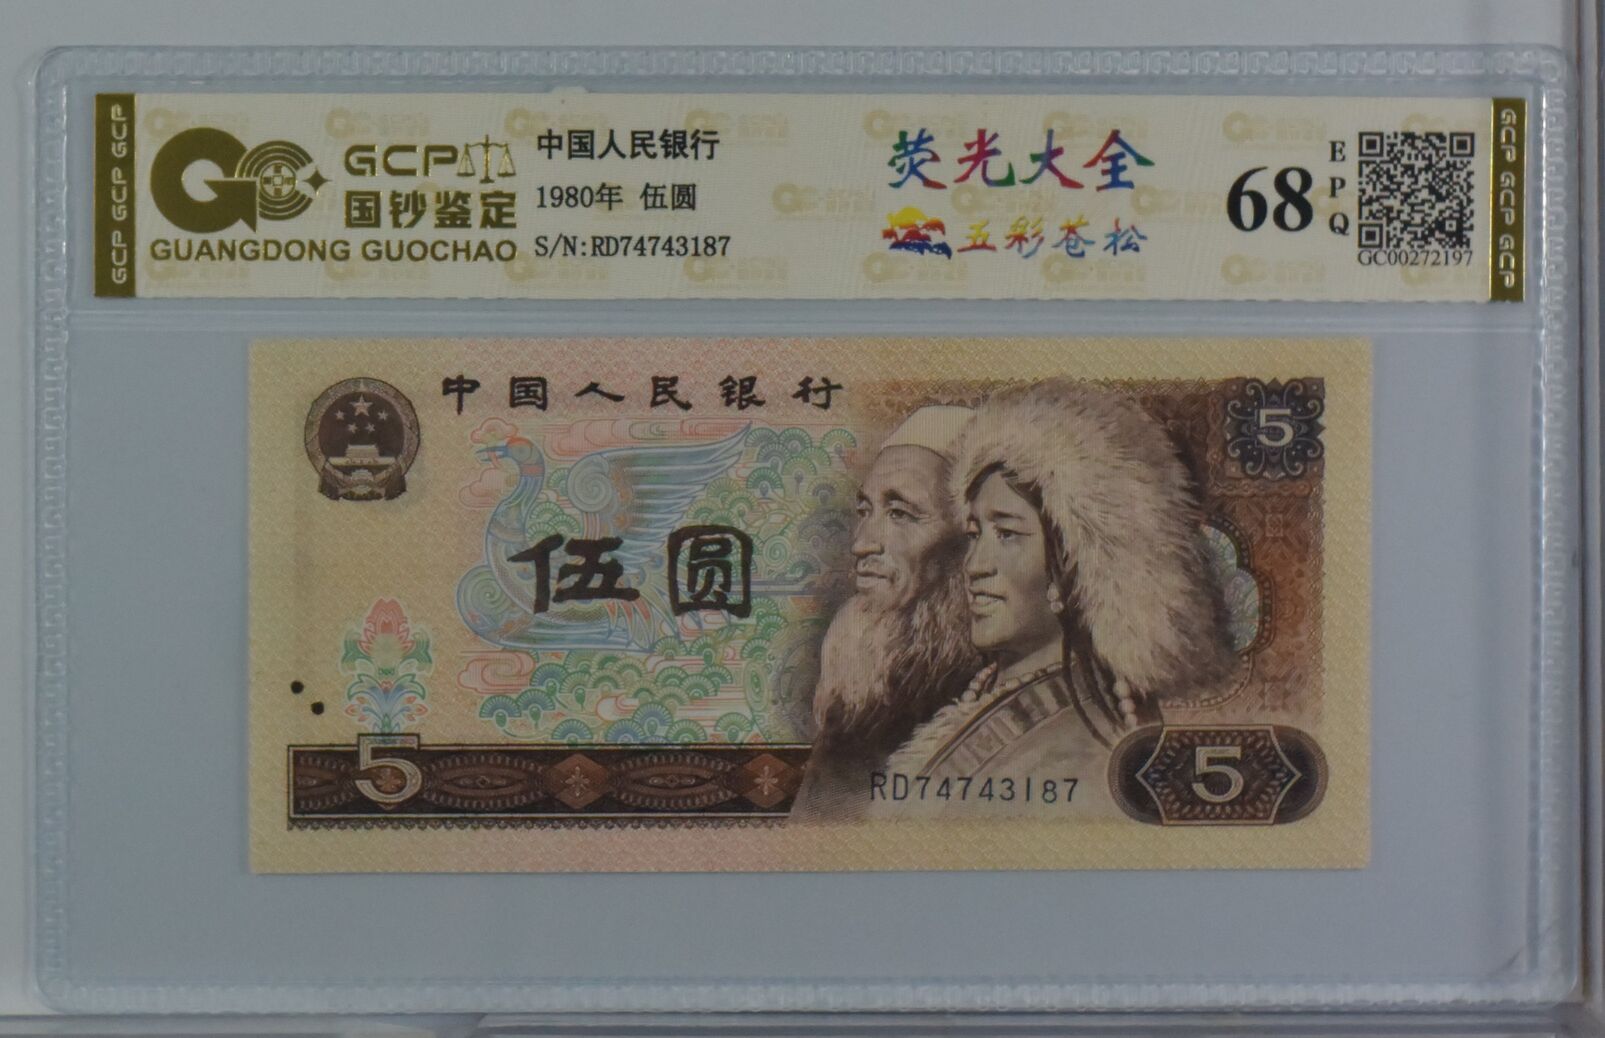 GCP
国钞鉴定
GUANGDONG GUOCHAO
中国人民银行
1980年 伍圆
S/N:RD74743187
荧光大全
五彩苍松
68
EPQ
GC00272197
GCP GCP GCP
GCP GCP GCP
中国人民银行
5
伍圆
5
RD74743187
5